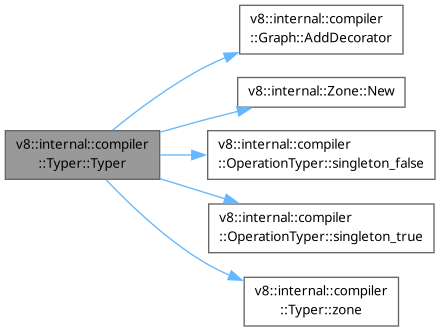 v8::internal::compiler
::Typer::Typer
v8::internal::compiler
::Graph::AddDecorator
v8::internal::Zone::New
v8::internal::compiler
::OperationTyper::singleton_false
v8::internal::compiler
::OperationTyper::singleton_true
v8::internal::compiler
::Typer::zone